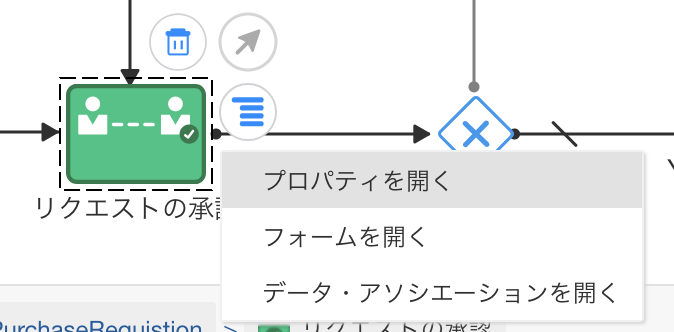 プロパティを開く
リクエストの承認
フォームを開く
データ・アソシエーションを開く
PurchaseRequistion > リクエストの承認